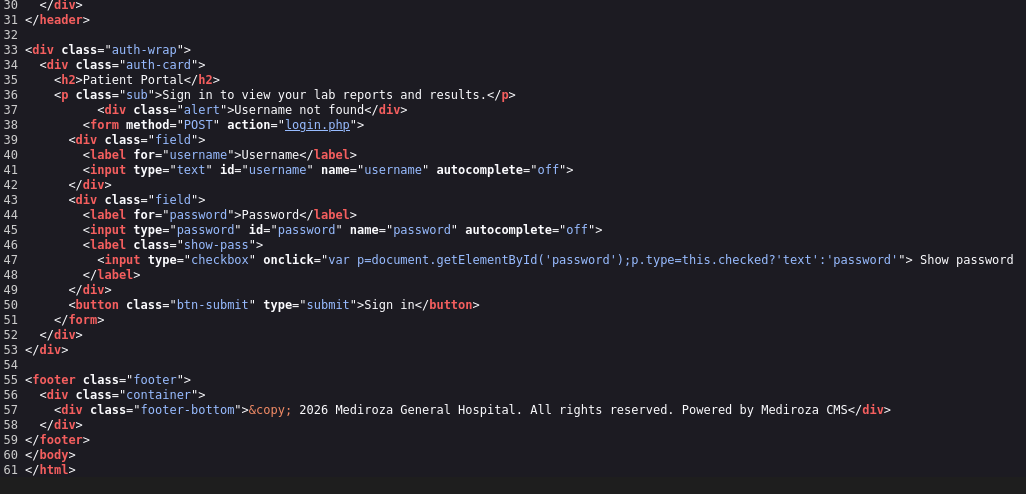 30   </div>
31 </header>
32
33 <div class="auth-wrap">
34   <div class="auth-card">
35     <h2>Patient Portal</h2>
36     <p class="sub">Sign in to view your lab reports and results.</p>
37           <div class="alert">Username not found</div>
38         <form method="POST" action="login.php">
39       <div class="field">
40         <label for="username">Username</label>
41         <input type="text" id="username" name="username" autocomplete="off">
42       </div>
43       <div class="field">
44         <label for="password">Password</label>
45         <input type="password" id="password" name="password" autocomplete="off">
46         <label class="show-pass">
47           <input type="checkbox" onclick="var p=document.getElementById('password');p.type=this.checked?'text':'password'"> Show password
48         </label>
49       </div>
50       <button class="btn-submit" type="submit">Sign in</button>
51     </form>
52   </div>
53 </div>
54
55 <footer class="footer">
56   <div class="container">
57     <div class="footer-bottom">&copy; 2026 Mediroza General Hospital. All rights reserved. Powered by Mediroza CMS</div>
58   </div>
59 </footer>
60 </body>
61 </html>